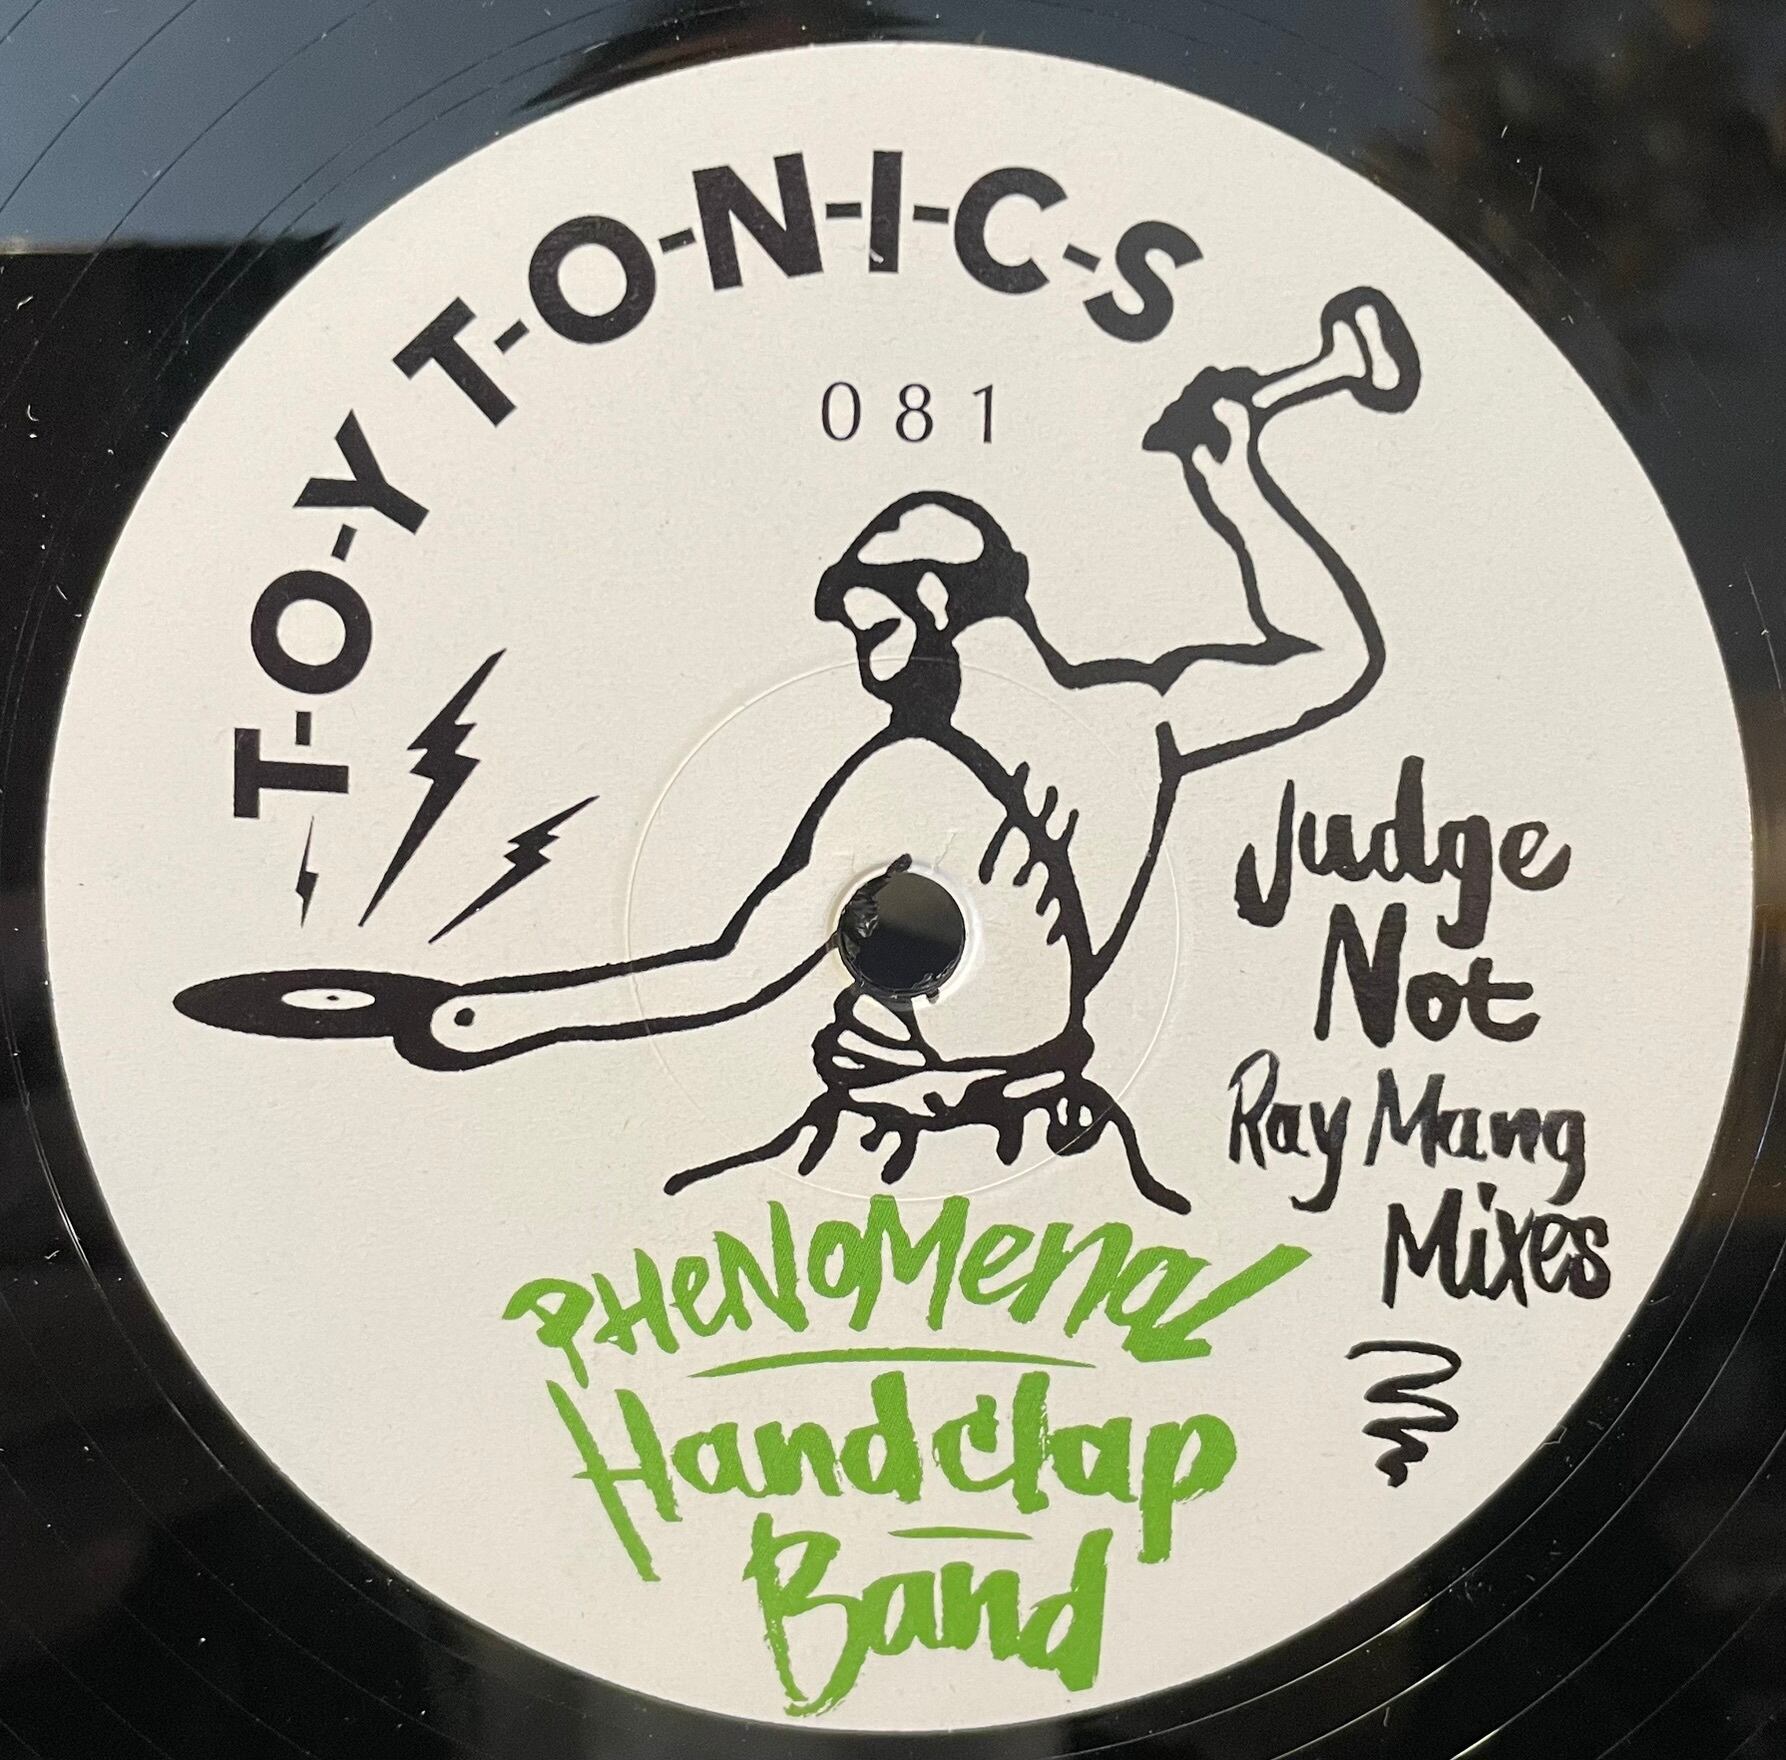 T-O-Y T-O-N-I-C-S
081
Judge
Not
Ray Mang
Mixes
PHeNoMenal
Handclap
Band